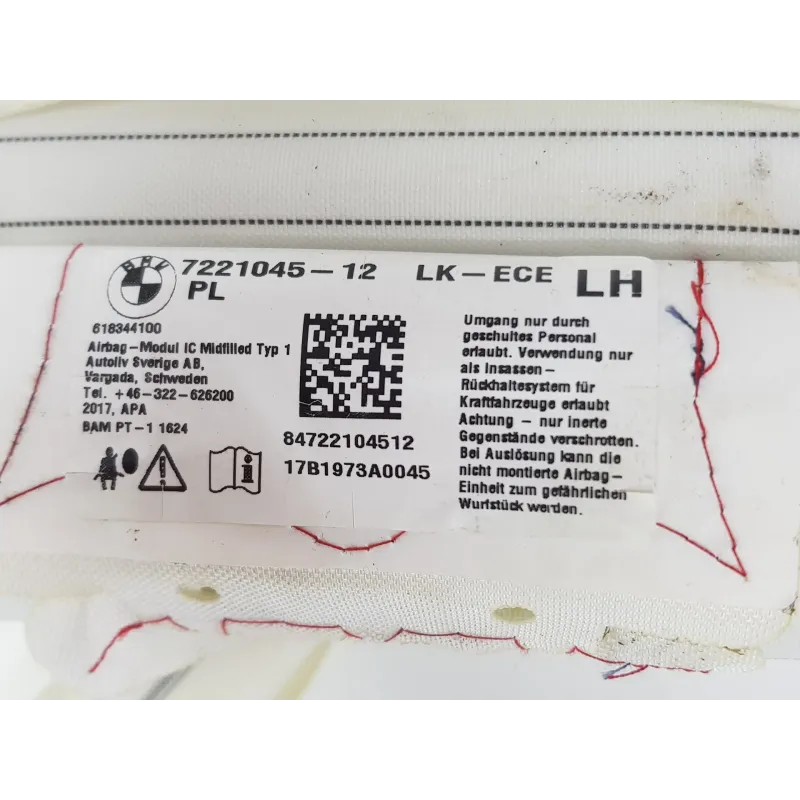 BMW
7221045-12 LK-ECE LH
PL
618344100
Airbag-Modul IC Midfilled Typ 1
Autoliv Sverige AB,
Vargada, Schweden
Tel. +46-322-626200
2017, APA
BAM PT-1 1624
84722104512
17B1973A0045
Umgang nur durch
geschultes Personal
erlaubt. Verwendung nur
als Insassen-
Rückhaltesystem für
Kraftfahrzeuge erlaubt
Achtung - nur inerte
Gegenstände verschrotten.
Bei Auslösung kann die
nicht montierte Airbag-
Einheit zum gefährlichen
Wurfstück werden.